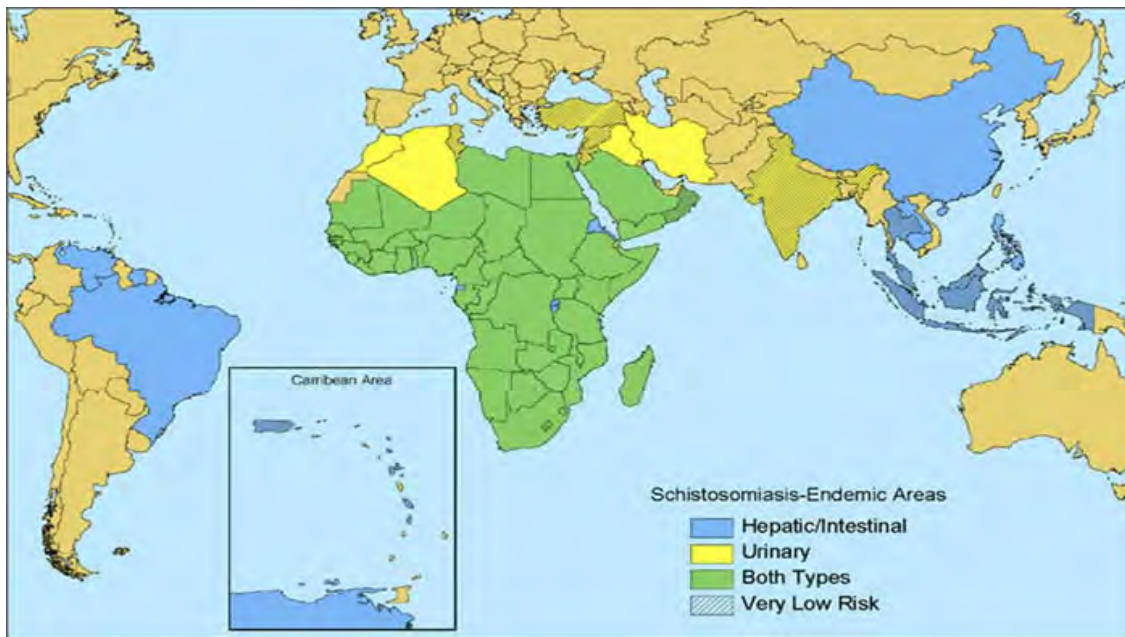 Carribean Area
Schistosomiasis-Endemic Areas
Hepatic/Intestinal
Urinary
Both Types
Very Low Risk